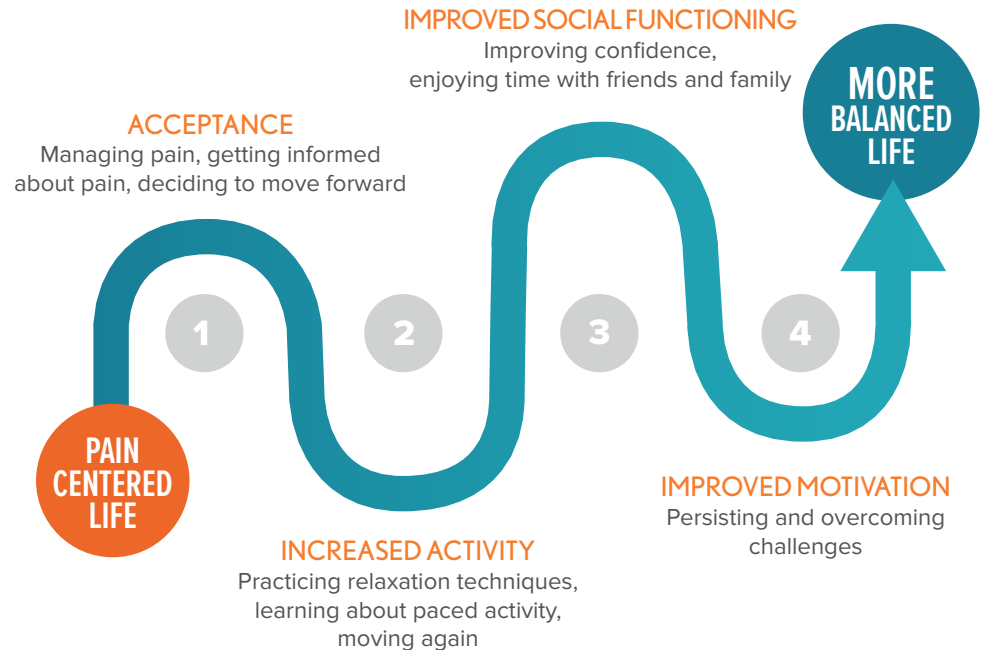 PAIN
CENTERED
LIFE
1
ACCEPTANCE
Managing pain, getting informed
about pain, deciding to move forward
2
INCREASED ACTIVITY
Practicing relaxation techniques,
learning about paced activity,
moving again
3
IMPROVED SOCIAL FUNCTIONING
Improving confidence,
enjoying time with friends and family
4
IMPROVED MOTIVATION
Persisting and overcoming
challenges
MORE
BALANCED
LIFE